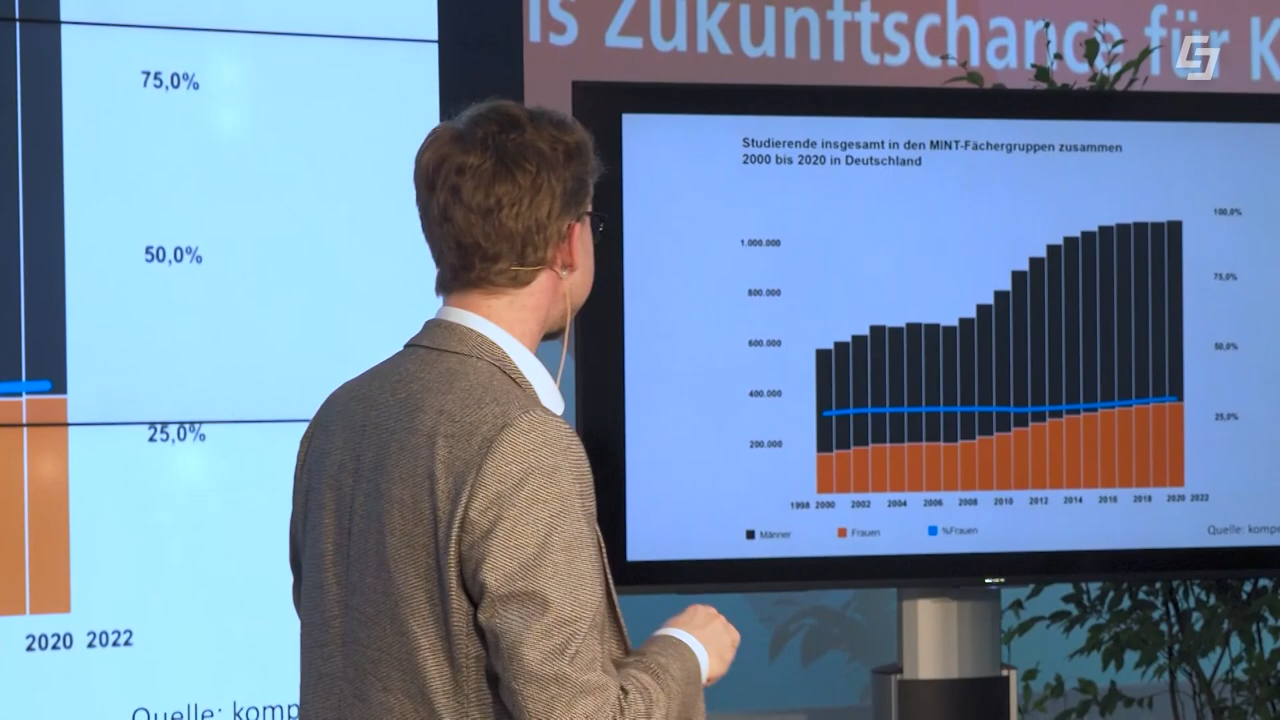 ls Zukunftschance für K
75,0%
50,0%
25,0%
2020 2022
Quelle: komp
Studierende insgesamt in den MINT-Fächergruppen zusammen
2000 bis 2020 in Deutschland
100,0%
1.000.000
75,0%
800.000
600.000
50,0%
400.000
25,0%
200.000
1998 2000 2002 2004 2006 2008 2010 2012 2014 2016 2018 2020 2022
Männer Frauen %Frauen
Quelle: kompe